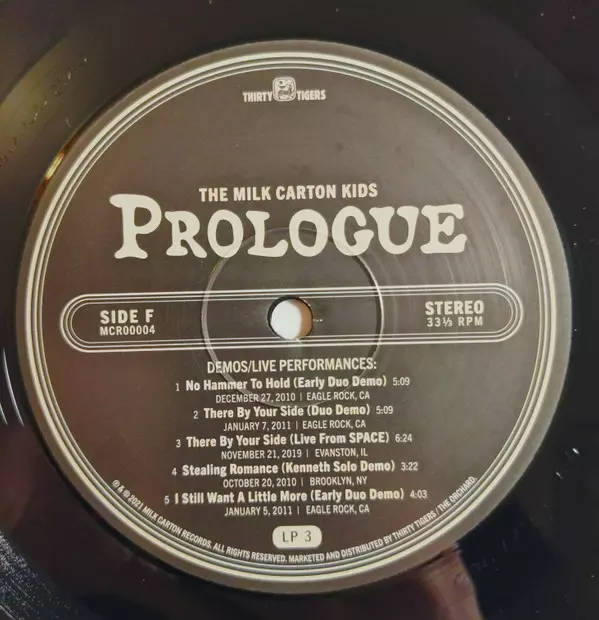 THIRTY TIGERS
THE MILK CARTON KIDS
PROLOGUE
SIDE F
MCR00004
STEREO
33⅓ RPM
DEMOS/LIVE PERFORMANCES:
1 No Hammer To Hold (Early Duo Demo) 5:09
DECEMBER 27, 2010 | EAGLE ROCK, CA
2 There By Your Side (Duo Demo) 5:09
JANUARY 7, 2011 | EAGLE ROCK, CA
3 There By Your Side (Live From SPACE) 6:24
NOVEMBER 21, 2019 | EVANSTON, IL
4 Stealing Romance (Kenneth Solo Demo) 3:22
OCTOBER 20, 2010 | BROOKLYN, NY
5 I Still Want A Little More (Early Duo Demo) 4:03
JANUARY 5, 2011 | EAGLE ROCK, CA
LP 3
℗ & © 2021 MILK CARTON RECORDS. ALL RIGHTS RESERVED. MARKETED AND DISTRIBUTED BY THIRTY TIGERS / THE ORCHARD.